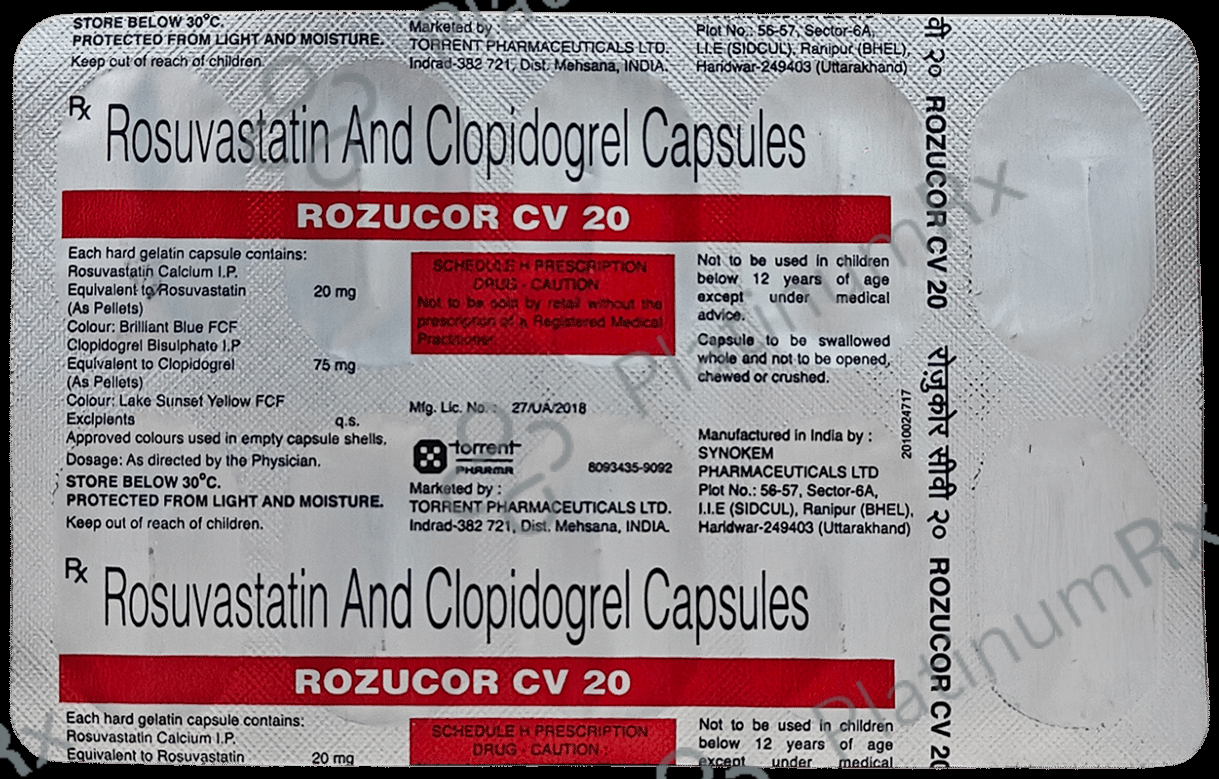 STORE BELOW 30°C.
PROTECTED FROM LIGHT AND MOISTURE.
Keep out of reach of children.
Marketed by :
TORRENT PHARMACEUTICALS LTD.
Indrad-382 721, Dist. Mehsana, INDIA.
Plot No.: 56-57, Sector-6A,
I.I.E (SIDCUL), Ranipur (BHEL),
Haridwar-249403 (Uttarakhand)
Rx Rosuvastatin And Clopidogrel Capsules
ROZUCOR CV 20
Each hard gelatin capsule contains:
Rosuvastatin Calcium I.P.
Equivalent to Rosuvastatin 20 mg
(As Pellets)
Colour: Brilliant Blue FCF
Clopidogrel Bisulphate I.P
Equivalent to Clopidogrel 75 mg
(As Pellets)
Colour: Lake Sunset Yellow FCF
Excipients q.s.
Approved colours used in empty capsule shells.
Dosage: As directed by the Physician.
STORE BELOW 30°C.
PROTECTED FROM LIGHT AND MOISTURE.
Keep out of reach of children.
SCHEDULE H PRESCRIPTION
DRUG - CAUTION
Not to be sold by retail without the
prescription of a Registered Medical
Practitioner
Mfg. Lic. No. : 27/UA/2018
torrent
PHARMA
8093435-9092
Marketed by :
TORRENT PHARMACEUTICALS LTD.
Indrad-382 721, Dist. Mehsana, INDIA.
Not to be used in children
below 12 years of age
except under medical
advice.
Capsule to be swallowed
whole and not to be opened,
chewed or crushed.
Manufactured in India by :
SYNOKEM
PHARMACEUTICALS LTD
Plot No.: 56-57, Sector-6A,
I.I.E (SIDCUL), Ranipur (BHEL),
Haridwar-249403 (Uttarakhand)
2010024717
वी २० ROZUCOR CV 20 रोजुकोर सीवी २० ROZUCOR CV 20
Rx Rosuvastatin And Clopidogrel Capsules
ROZUCOR CV 20
Each hard gelatin capsule contains:
Rosuvastatin Calcium I.P.
Equivalent to Rosuvastatin 20 mg
SCHEDULE H PRESCRIPTION
DRUG - CAUTION :
Not to be used in children
below 12 years of age
except under medical
PlatinumRx
PlatinumRx
PlatinumRx